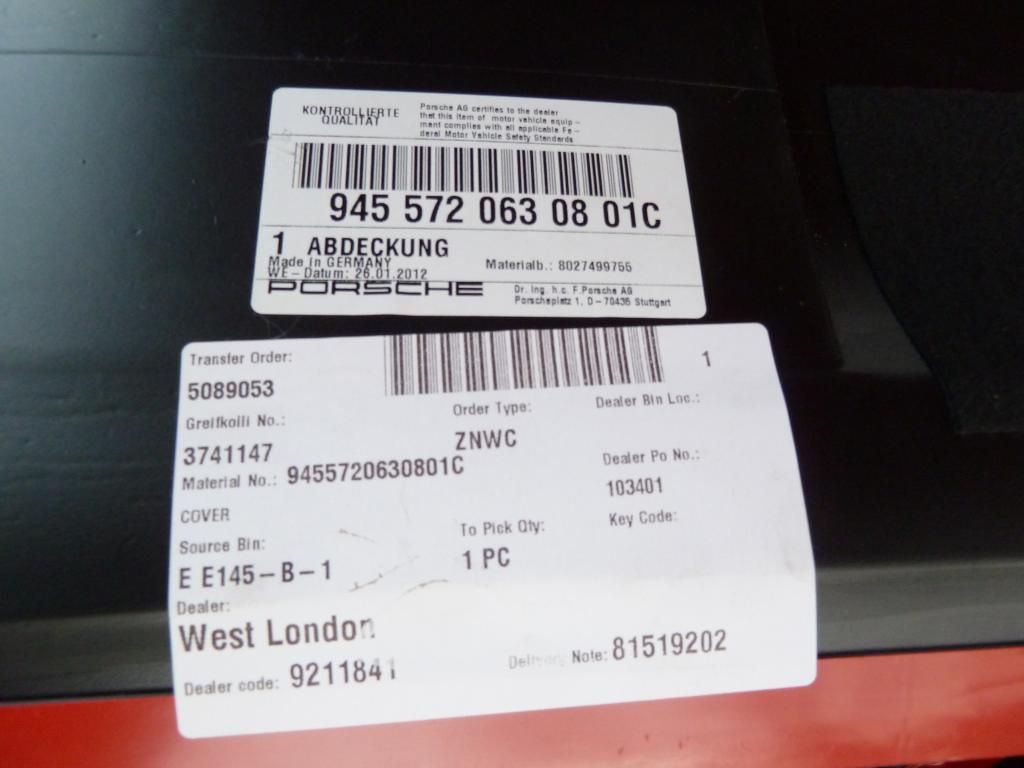 KONTROLLIERTE
QUALITÄT
Porsche AG certifies to the dealer
that this item of motor vehicle equip-
ment complies with all applicable Fe-
deral Motor Vehicle Safety Standards
945 572 063 08 01C
1 ABDECKUNG
Made in GERMANY
WE-Datum: 26.01.2012
Materialb.: 8027499755
PORSCHE
Dr. Ing. h.c. F.Porsche AG
Porscheplatz 1, D-70435 Stuttgart
Transfer Order:
5089053
1
Greifkolli No.:
3741147
Order Type:
ZNWC
Dealer Bin Loc.:
Material No.: 9455720630801C
COVER
Dealer Po No.:
103401
Source Bin:
E E145-B-1
To Pick Qty:
1 PC
Key Code:
Dealer:
West London
Dealer code: 9211841
Delivery Note: 81519202